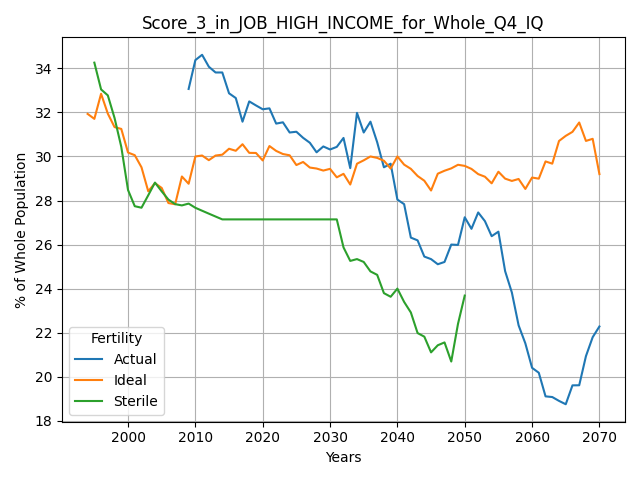 Score_3_in_JOB_HIGH_INCOME_for_Whole_Q4_IQ
% of Whole Population
34
32
30
28
26
24
22
20
18
Fertility
Actual
Ideal
Sterile
2000 2010 2020 2030 2040 2050 2060 2070
Years